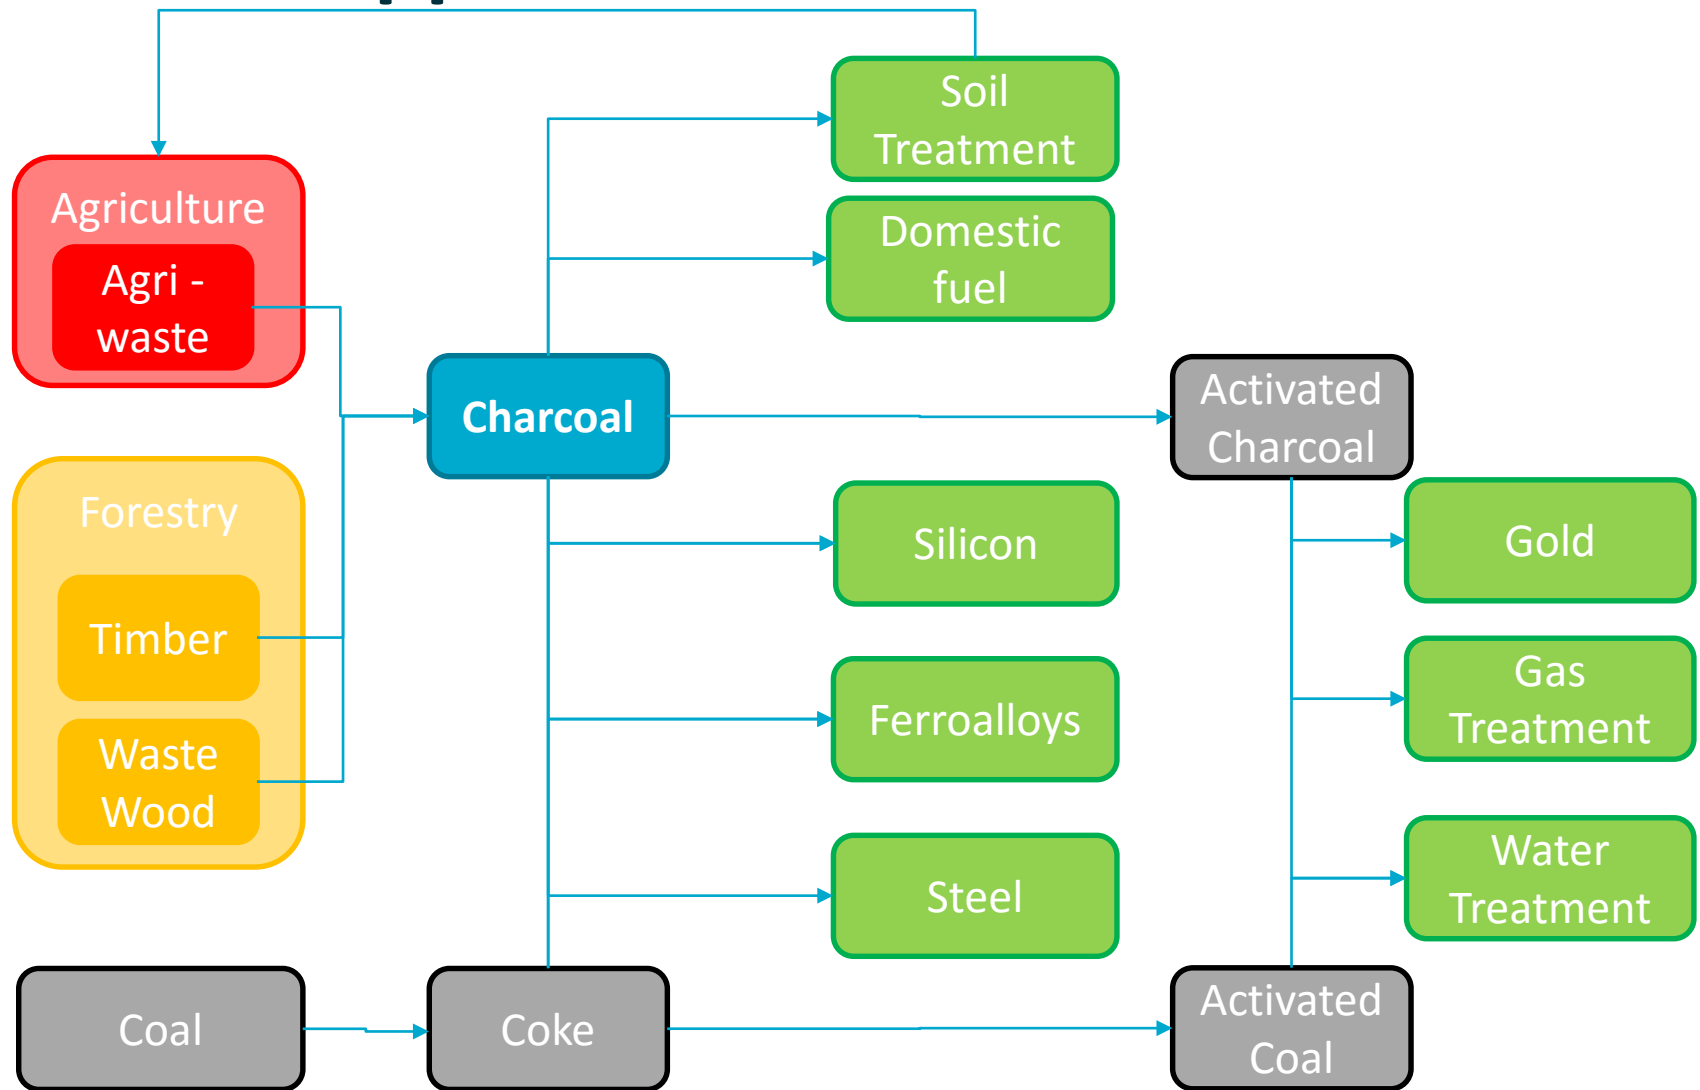 Soil
Treatment
Agriculture
Domestic
fuel
Agri -
waste
Charcoal
Activated
Charcoal
Forestry
Silicon
Gold
Timber
Ferroalloys
Gas
Treatment
Waste
Wood
Steel
Water
Treatment
Coal
Coke
Activated
Coal